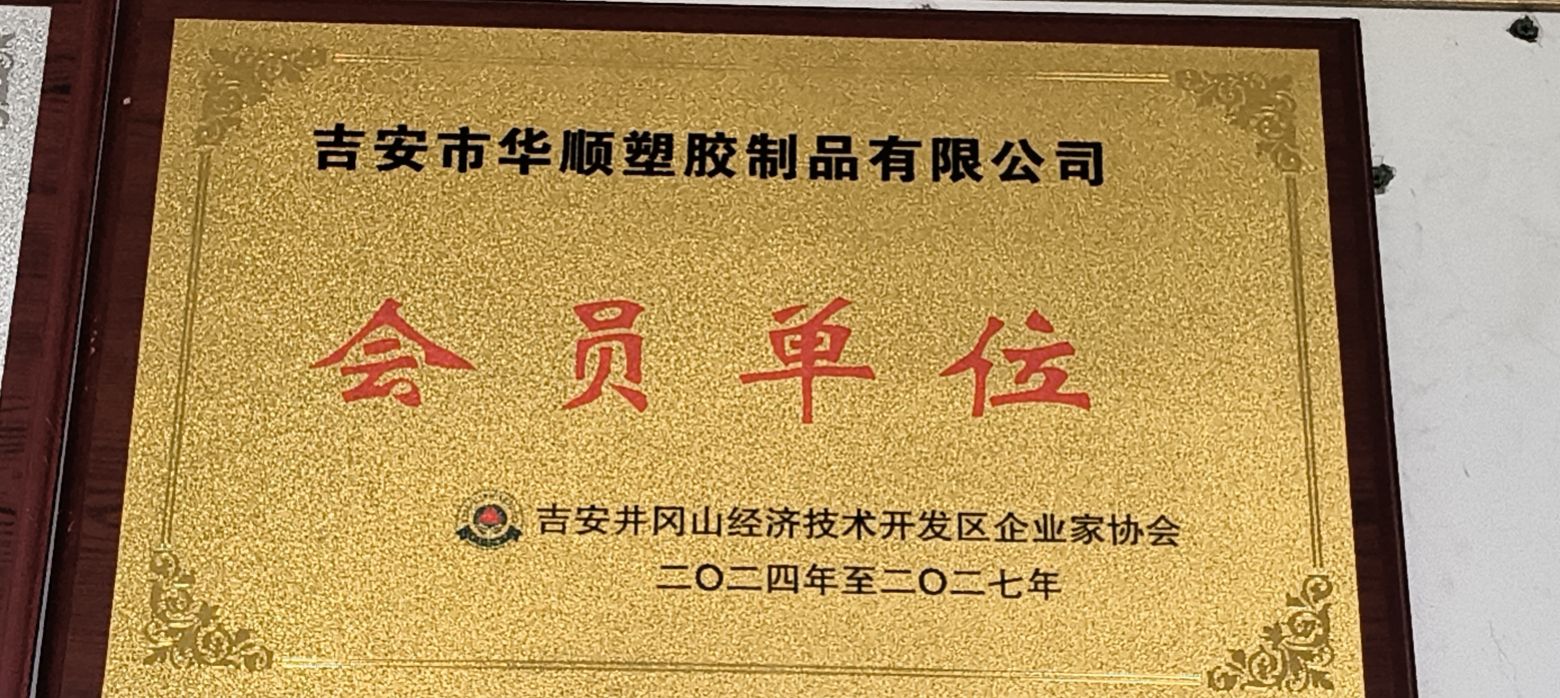 吉安市华顺塑胶制品有限公司
会员单位
吉安井冈山经济技术开发区企业家协会
二〇二四年至二〇二七年